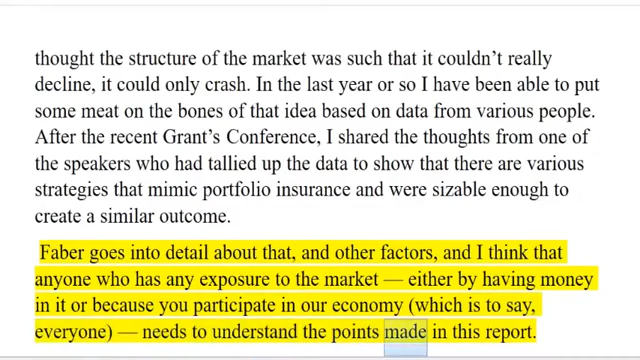 thought the structure of the market was such that it couldn’t really
decline, it could only crash. In the last year or so I have been able to put
some meat on the bones of that idea based on data from various people.
After the recent Grant’s Conference, I shared the thoughts from one of
the speakers who had tallied up the data to show that there are various
strategies that mimic portfolio insurance and were sizable enough to
create a similar outcome.
Faber goes into detail about that, and other factors, and I think that
anyone who has any exposure to the market — either by having money
in it or because you participate in our economy (which is to say,
everyone) — needs to understand the points made in this report.